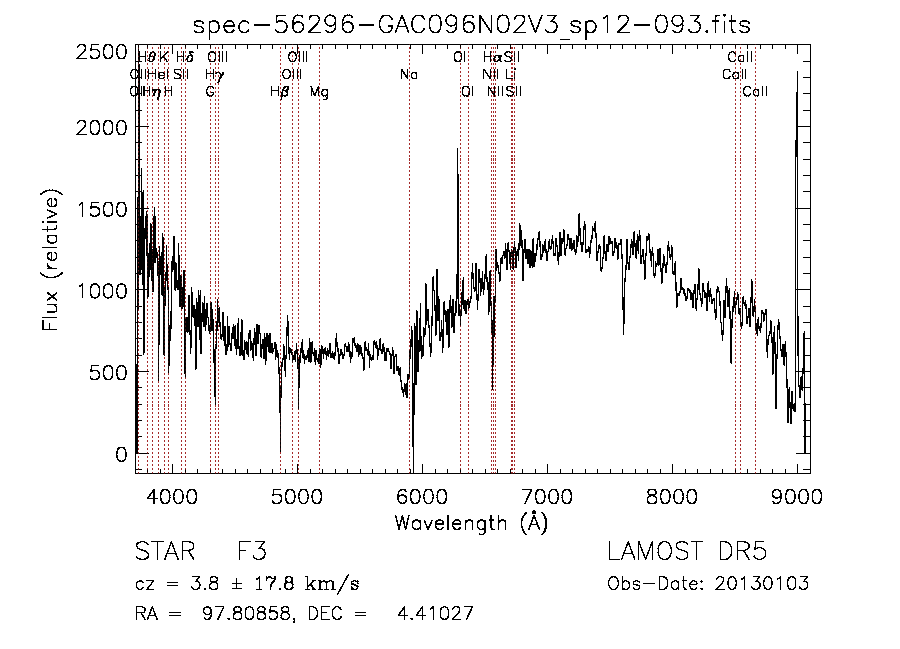 spec-56296-GAC096N02V3_sp12-093.fits
2500
2000
1500
1000
500
0
Flux (relative)
Hθ K Hδ OIII OIII OI Hα SII CaII
OII HeI SII Hγ OIII NII Li CaII
OII Hη H G Hβ Mg Na OI NII SII CaII
4000 5000 6000 7000 8000 9000
Wavelength (Å)
STAR F3
LAMOST DR5
cz = 3.8 ± 17.8 km/s
Obs-Date: 20130103
RA = 97.80858, DEC = 4.41027